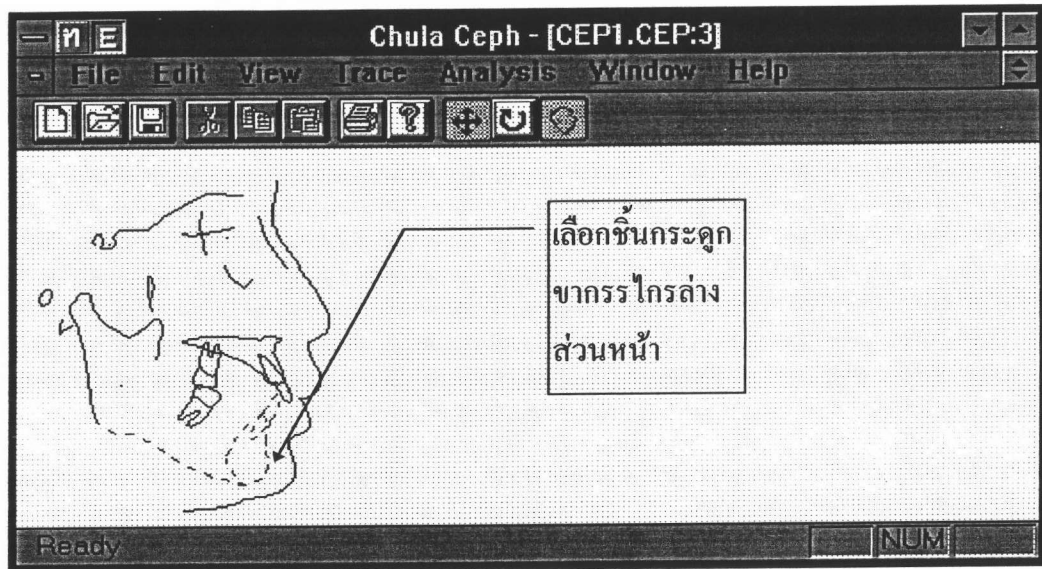 ท E Chula Ceph - [CEP1.CEP:3]
File Edit View Trace Analysis Window Help
เลือกชิ้นกระดูก
ขากรรไกรล่าง
ส่วนหน้า
Ready NUM